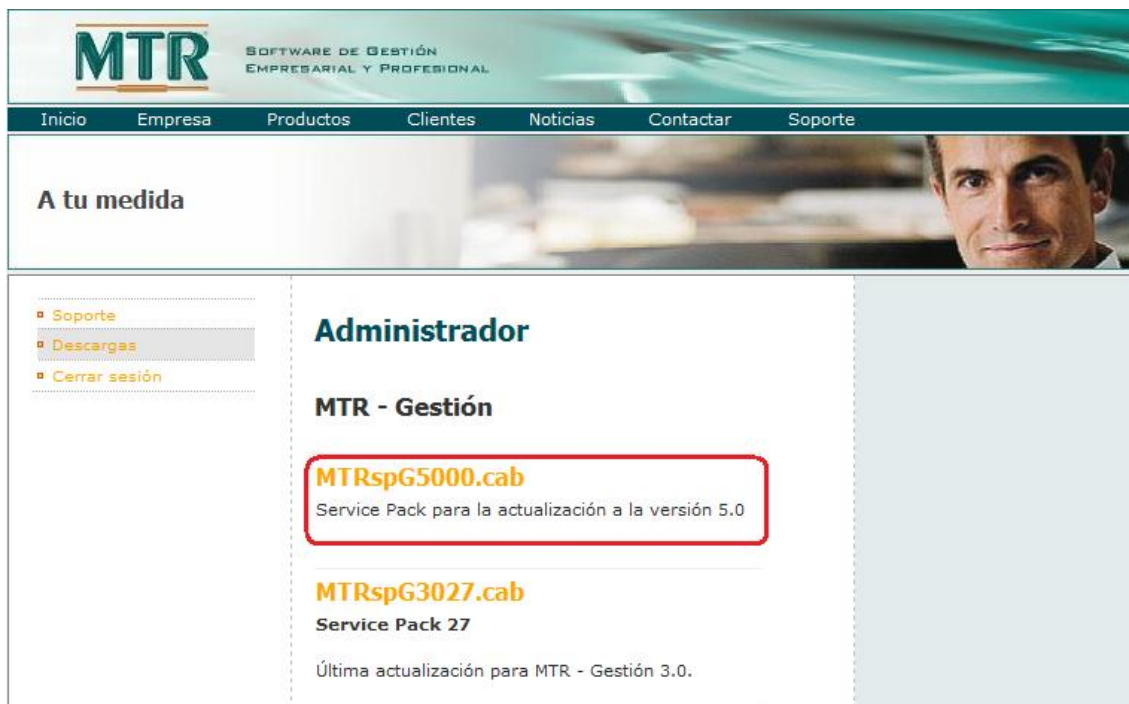 MTR
SOFTWARE DE GESTIÓN
EMPRESARIAL Y PROFESIONAL
Inicio Empresa Productos Clientes Noticias Contactar Soporte
A tu medida
Soporte
Descargas
Cerrar sesión
Administrador
MTR - Gestión
MTRspG5000.cab
Service Pack para la actualización a la versión 5.0
MTRspG3027.cab
Service Pack 27
Última actualización para MTR - Gestión 3.0.